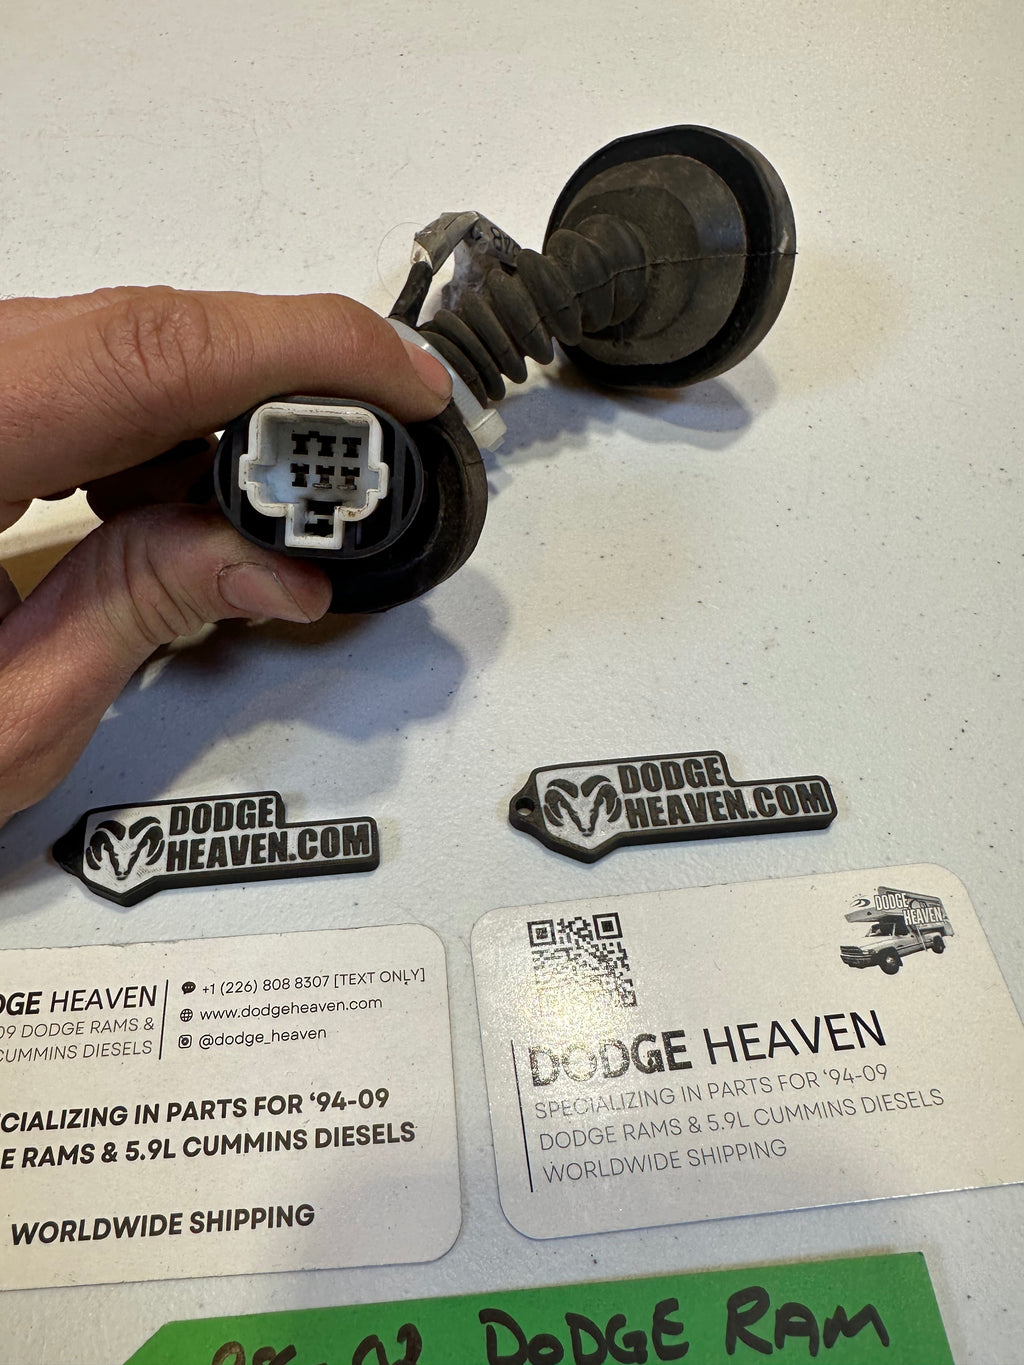 DODGE
HEAVEN.COM
DODGE
HEAVEN.COM
DGE HEAVEN
09 DODGE RAMS &
CUMMINS DIESELS
+1 (226) 808 8307 [TEXT ONLY]
www.dodgeheaven.com
@dodge_heaven
CIALIZING IN PARTS FOR ‘94-09
E RAMS & 5.9L CUMMINS DIESELS
WORLDWIDE SHIPPING
DODGE
HEAVEN
DODGE HEAVEN
SPECIALIZING IN PARTS FOR ‘94-09
DODGE RAMS & 5.9L CUMMINS DIESELS
WORLDWIDE SHIPPING
DODGE RAM